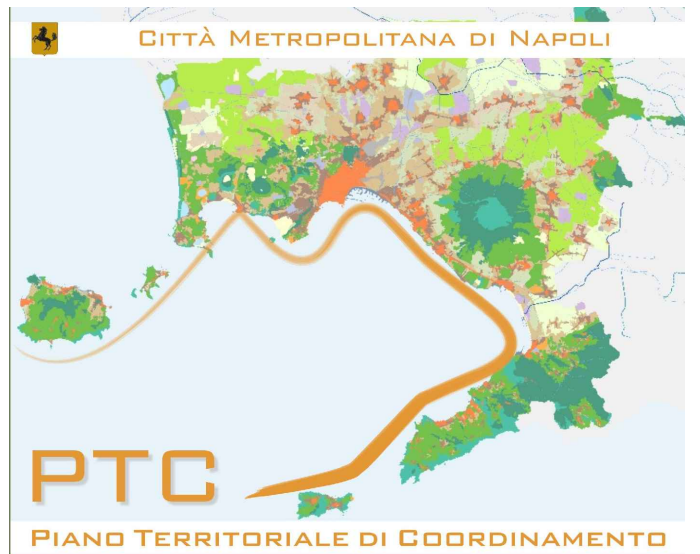 CITTÀ METROPOLITANA DI NAPOLI
PTC
PIANO TERRITORIALE DI COORDINAMENTO